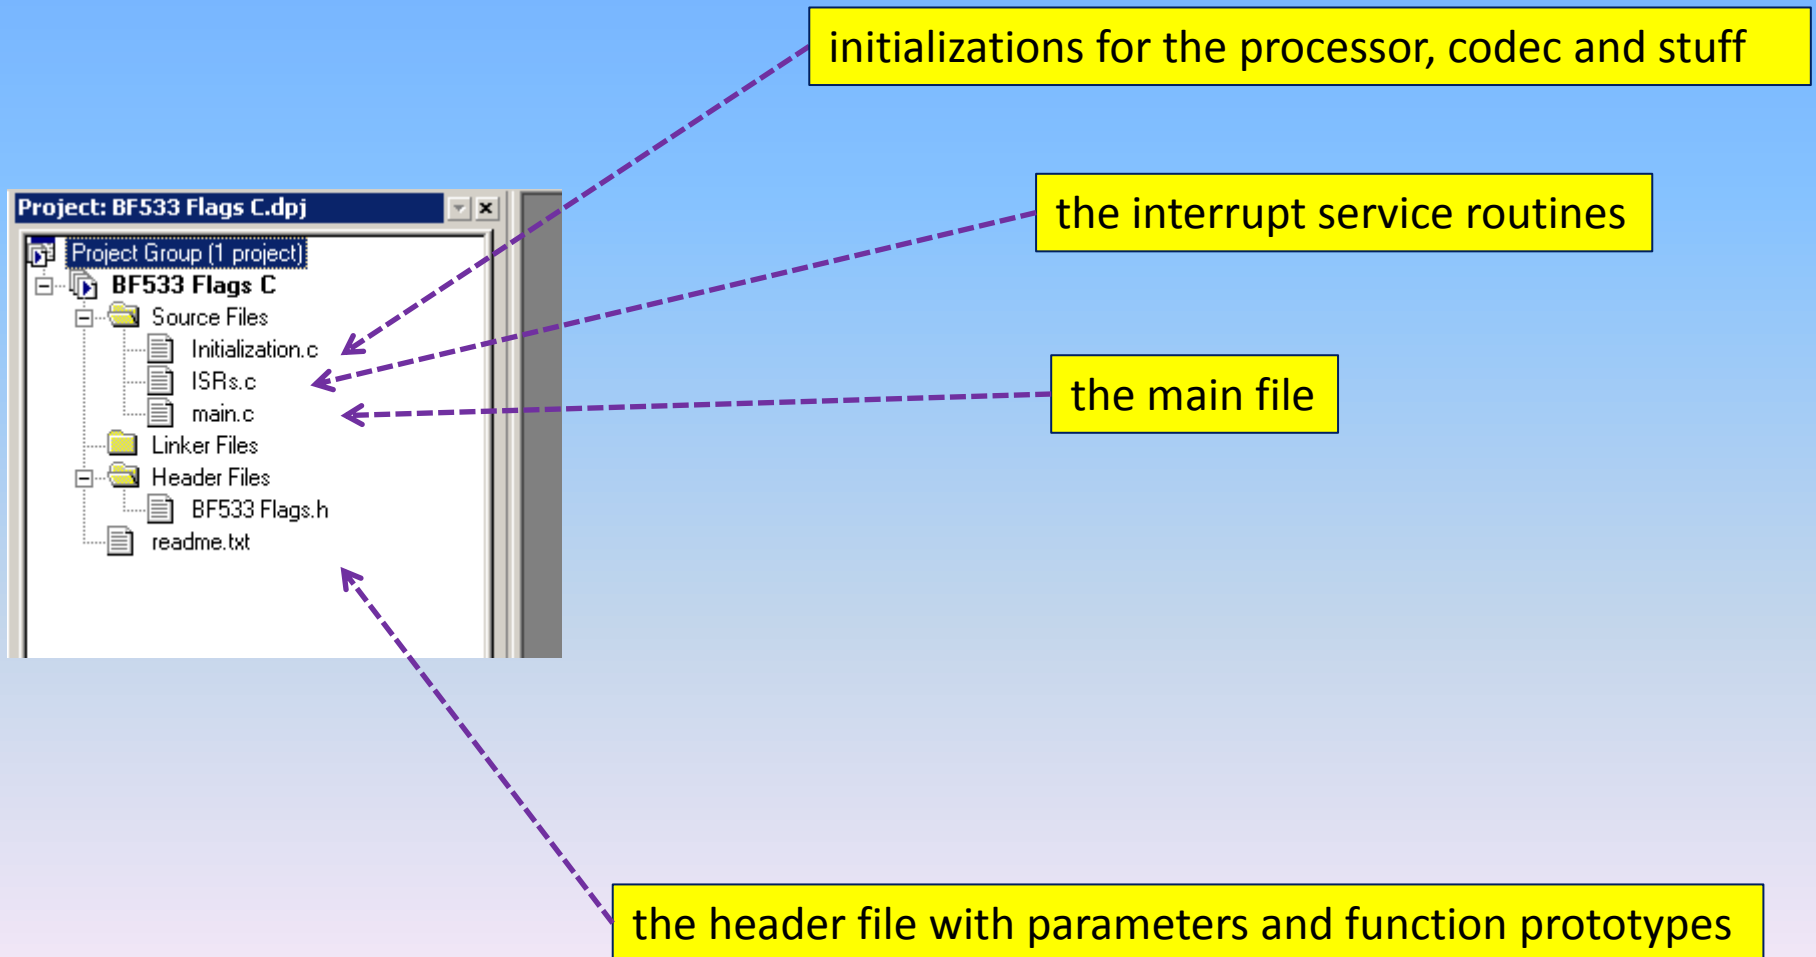 initializations for the processor, codec and stuff
Project: BF533 Flags C.dpj
the interrupt service routines
Project Group (1 project)
BF533 Flags C
Source Files
Initialization.c
ISRs.c
the main file
main.c
Linker Files
Header Files
BF533 Flags.h
readme.txt
the header file with parameters and function prototypes